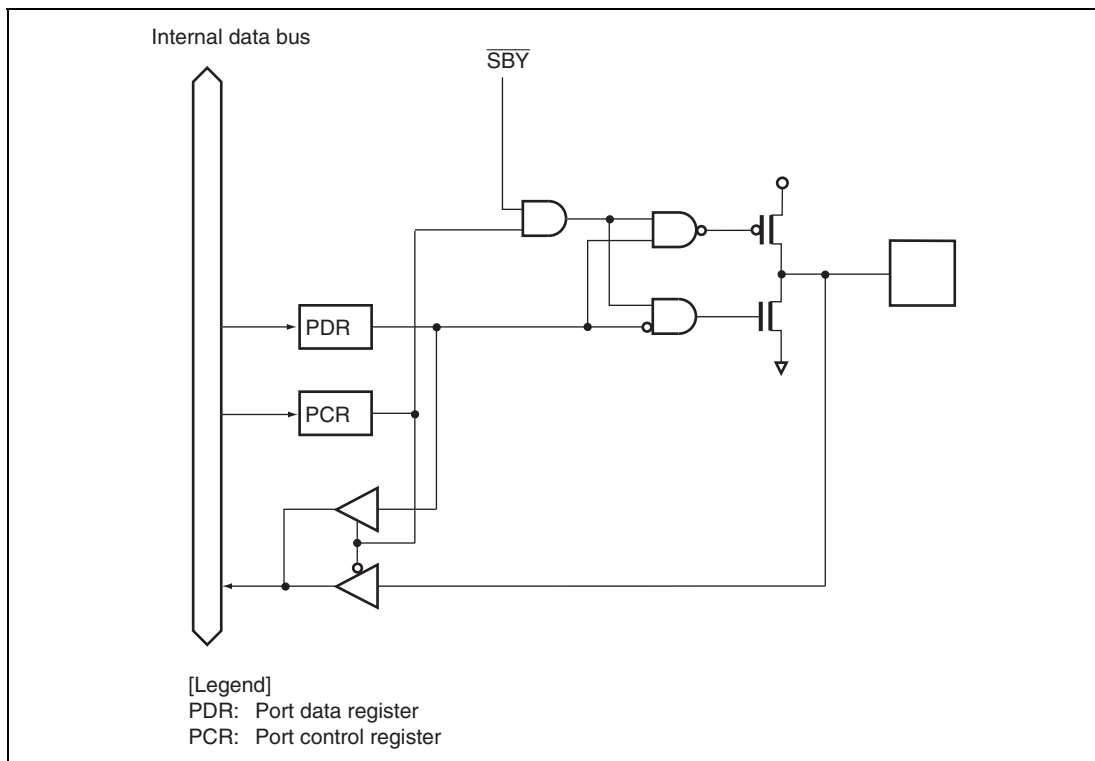 Internal data bus
SBY
PDR
PCR
[Legend]
PDR: Port data register
PCR: Port control register